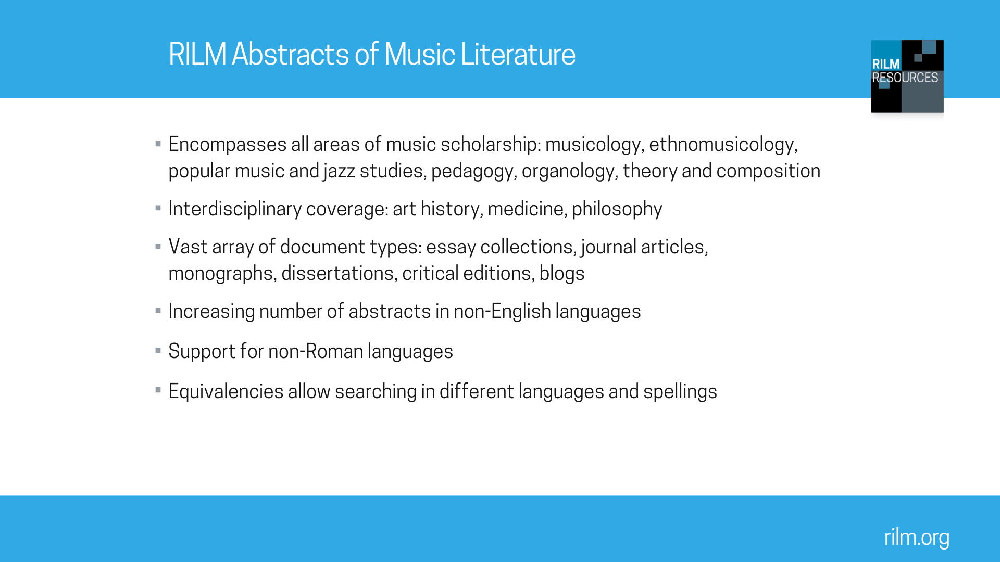 RILM Abstracts of Music Literature
RILM
RESOURCES
▪ Encompasses all areas of music scholarship: musicology, ethnomusicology,
popular music and jazz studies, pedagogy, organology, theory and composition
▪ Interdisciplinary coverage: art history, medicine, philosophy
▪ Vast array of document types: essay collections, journal articles,
monographs, dissertations, critical editions, blogs
▪ Increasing number of abstracts in non-English languages
▪ Support for non-Roman languages
▪ Equivalencies allow searching in different languages and spellings
rilm.org